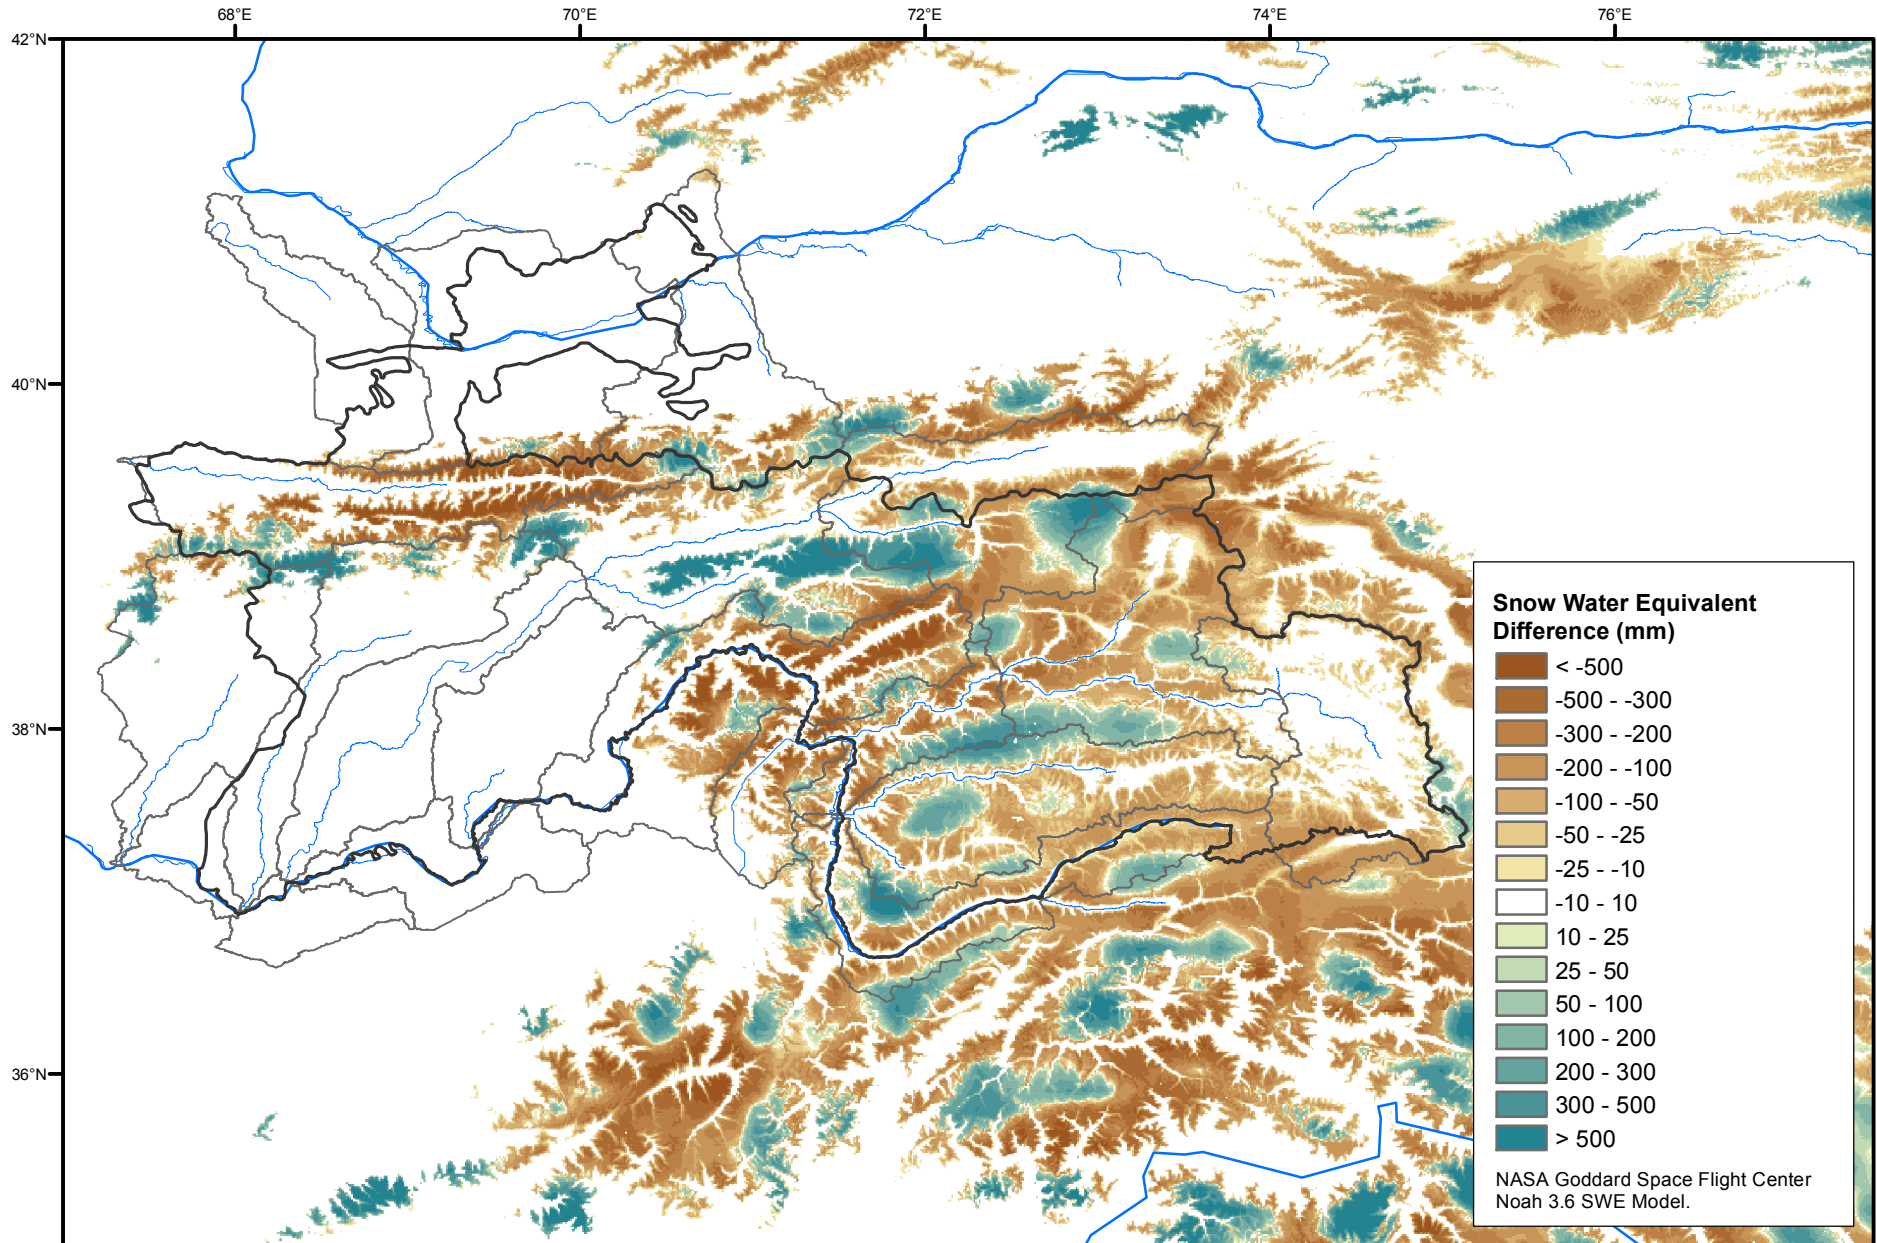 68°E
70°E
72°E
74°E
76°E
42°N
40°N
38°N
36°N
Snow Water Equivalent
Difference (mm)
< -500
-500 - -300
-300 - -200
-200 - -100
-100 - -50
-50 - -25
-25 - -10
-10 - 10
10 - 25
25 - 50
50 - 100
100 - 200
200 - 300
300 - 500
> 500
NASA Goddard Space Flight Center
Noah 3.6 SWE Model.